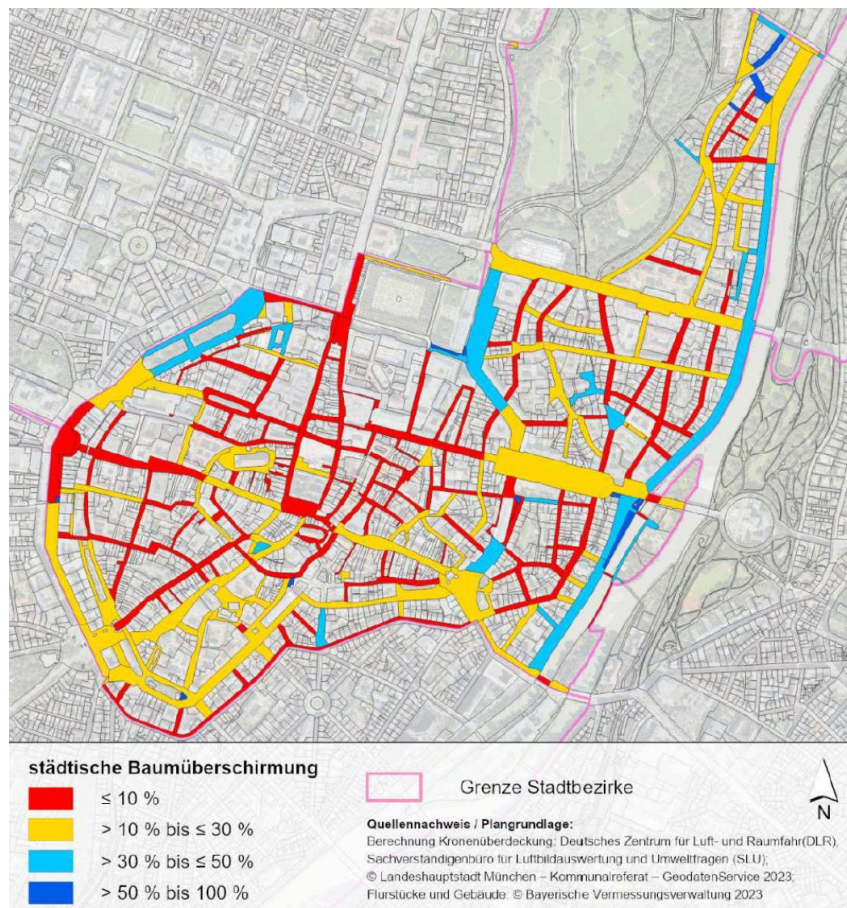 städtische Baumüberschirmung
≤ 10 %
> 10 % bis ≤ 30 %
> 30 % bis ≤ 50 %
> 50 % bis 100 %
Grenze Stadtbezirke
Quellennachweis / Plangrundlage:
Berechnung Kronenüberdeckung: Deutsches Zentrum für Luft- und Raumfahr(DLR),
Sachverständigenbüro für Luftbildauswertung und Umweltfragen (SLU);
© Landeshauptstadt München – Kommunalreferat – GeodatenService 2023;
Flurstücke und Gebäude: © Bayerische Vermessungsverwaltung 2023
N